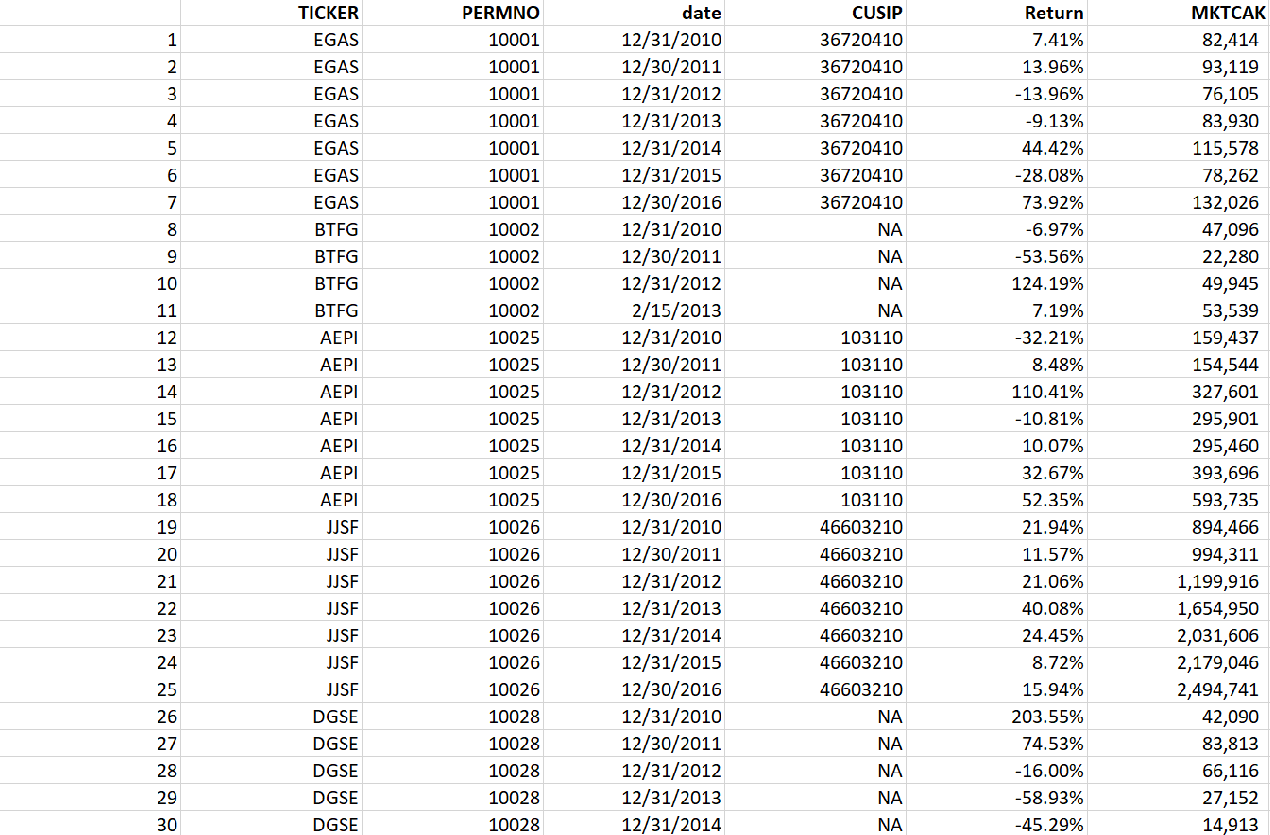 TICKER PERMNO date CUSIP Return MKTCAK
1 EGAS 10001 12/31/2010 36720410 7.41% 82,414
2 EGAS 10001 12/30/2011 36720410 13.96% 93,119
3 EGAS 10001 12/31/2012 36720410 -13.96% 76,105
4 EGAS 10001 12/31/2013 36720410 -9.13% 83,930
5 EGAS 10001 12/31/2014 36720410 44.42% 115,578
6 EGAS 10001 12/31/2015 36720410 -28.08% 78,262
7 EGAS 10001 12/30/2016 36720410 73.92% 132,026
8 BTFG 10002 12/31/2010 NA -6.97% 47,096
9 BTFG 10002 12/30/2011 NA -53.56% 22,280
10 BTFG 10002 12/31/2012 NA 124.19% 49,945
11 BTFG 10002 2/15/2013 NA 7.19% 53,539
12 AEPI 10025 12/31/2010 103110 -32.21% 159,437
13 AEPI 10025 12/30/2011 103110 8.48% 154,544
14 AEPI 10025 12/31/2012 103110 110.41% 327,601
15 AEPI 10025 12/31/2013 103110 -10.81% 295,901
16 AEPI 10025 12/31/2014 103110 10.07% 295,460
17 AEPI 10025 12/31/2015 103110 32.67% 393,696
18 AEPI 10025 12/30/2016 103110 52.35% 593,735
19 JJSF 10026 12/31/2010 46603210 21.94% 894,466
20 JJSF 10026 12/30/2011 46603210 11.57% 994,311
21 JJSF 10026 12/31/2012 46603210 21.06% 1,199,916
22 JJSF 10026 12/31/2013 46603210 40.08% 1,654,950
23 JJSF 10026 12/31/2014 46603210 24.45% 2,031,606
24 JJSF 10026 12/31/2015 46603210 8.72% 2,179,046
25 JJSF 10026 12/30/2016 46603210 15.94% 2,494,741
26 DGSE 10028 12/31/2010 NA 203.55% 42,090
27 DGSE 10028 12/30/2011 NA 74.53% 83,813
28 DGSE 10028 12/31/2012 NA -16.00% 66,116
29 DGSE 10028 12/31/2013 NA -58.93% 27,152
30 DGSE 10028 12/31/2014 NA -45.29% 14,913